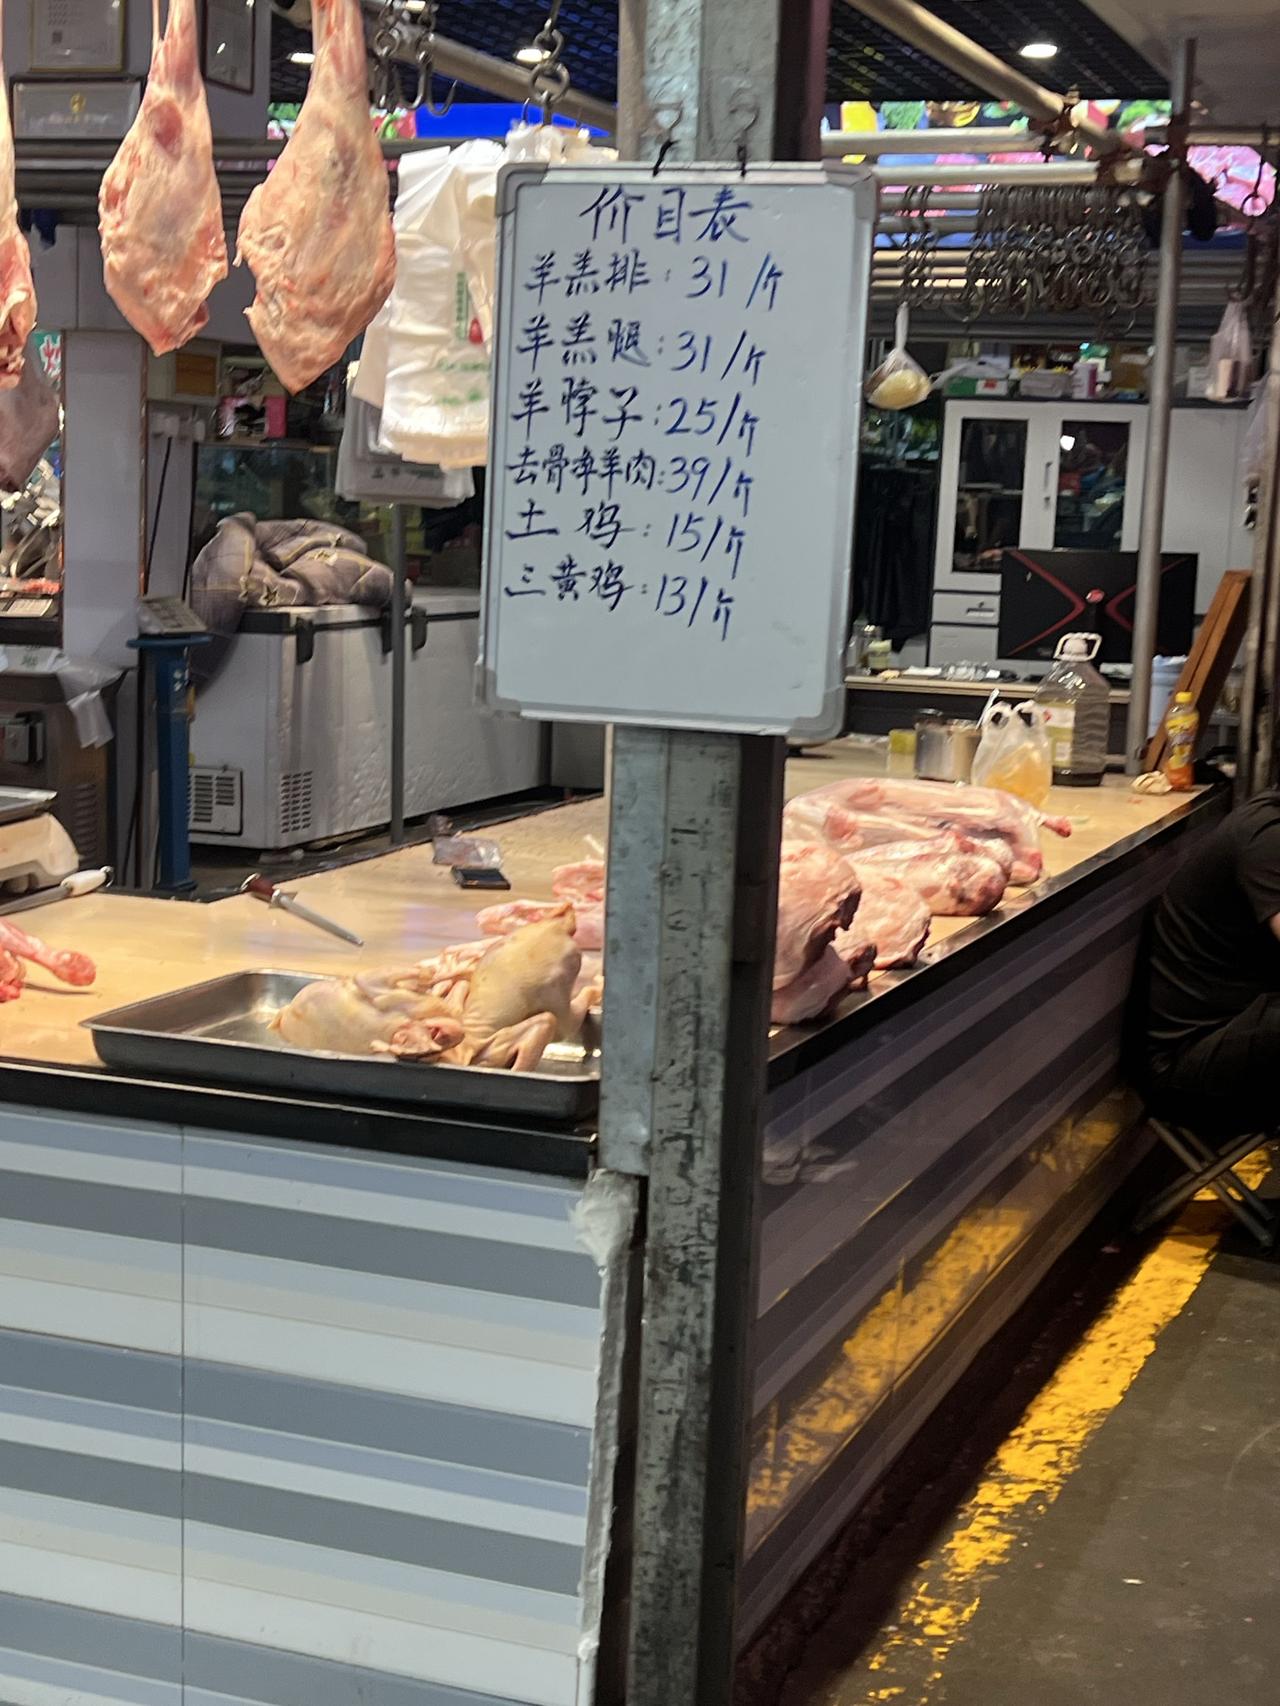 价目表
羊羔排:31/斤
羊羔腿:31/斤
羊脖子:25/斤
去骨净羊肉:39/斤
土鸡:15/斤
三黄鸡:13/斤